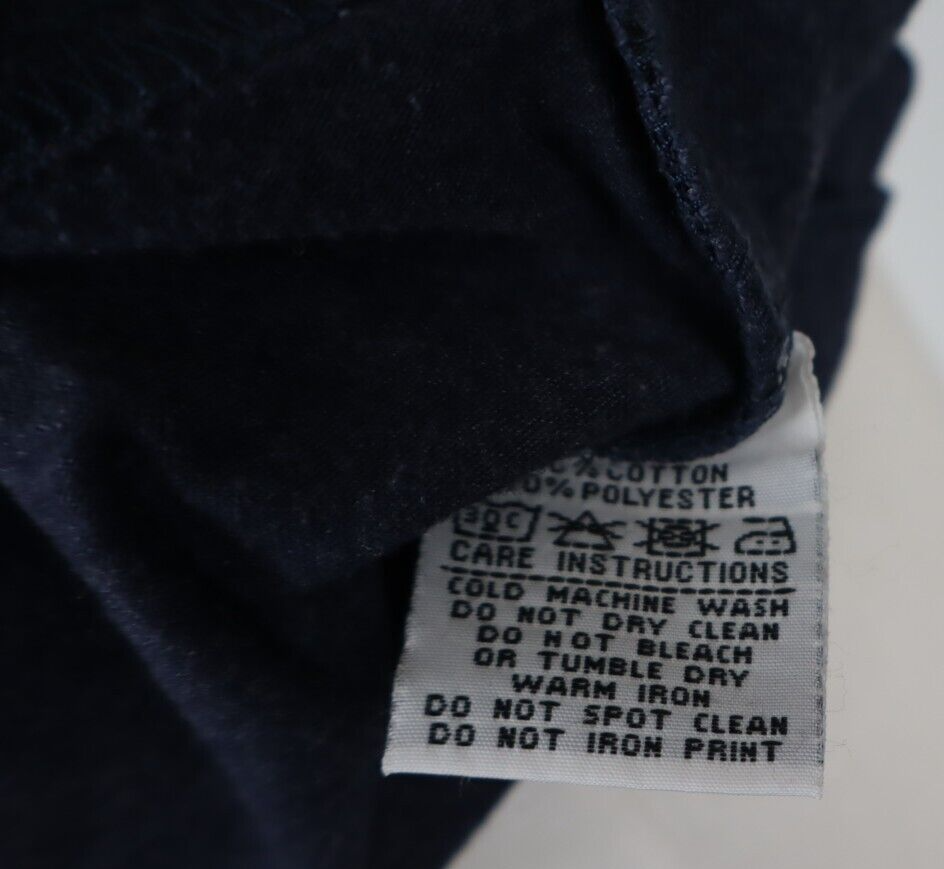 % COTTON
0% POLYESTER
30C
CARE INSTRUCTIONS
COLD MACHINE WASH
DO NOT DRY CLEAN
DO NOT BLEACH
OR TUMBLE DRY
WARM IRON
DO NOT SPOT CLEAN
DO NOT IRON PRINT